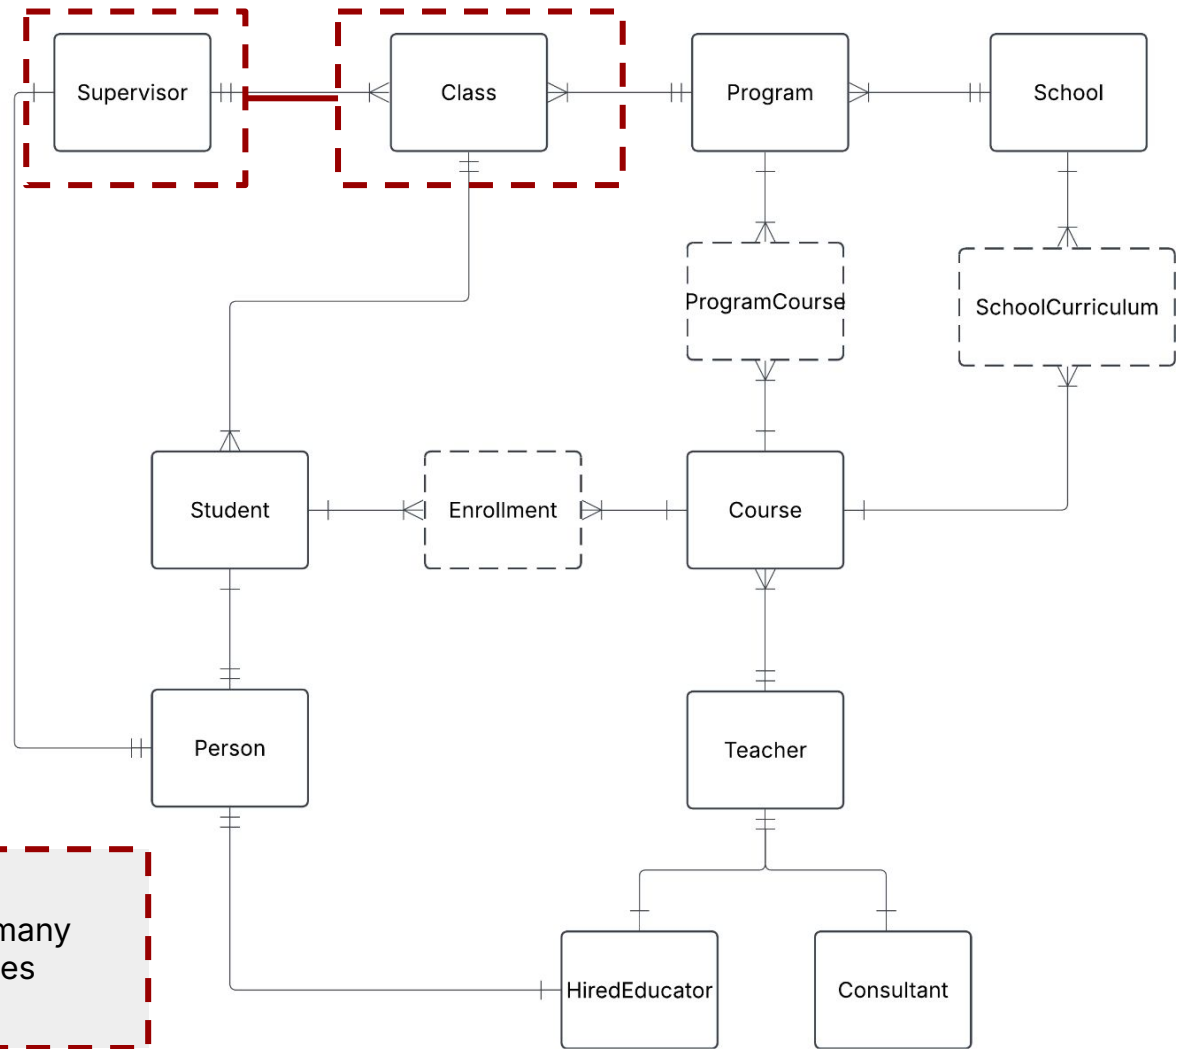 Supervisor
Class
Program
School
ProgramCourse
SchoolCurriculum
Student
Enrollment
Course
Person
Teacher
many
es
HiredEducator
Consultant